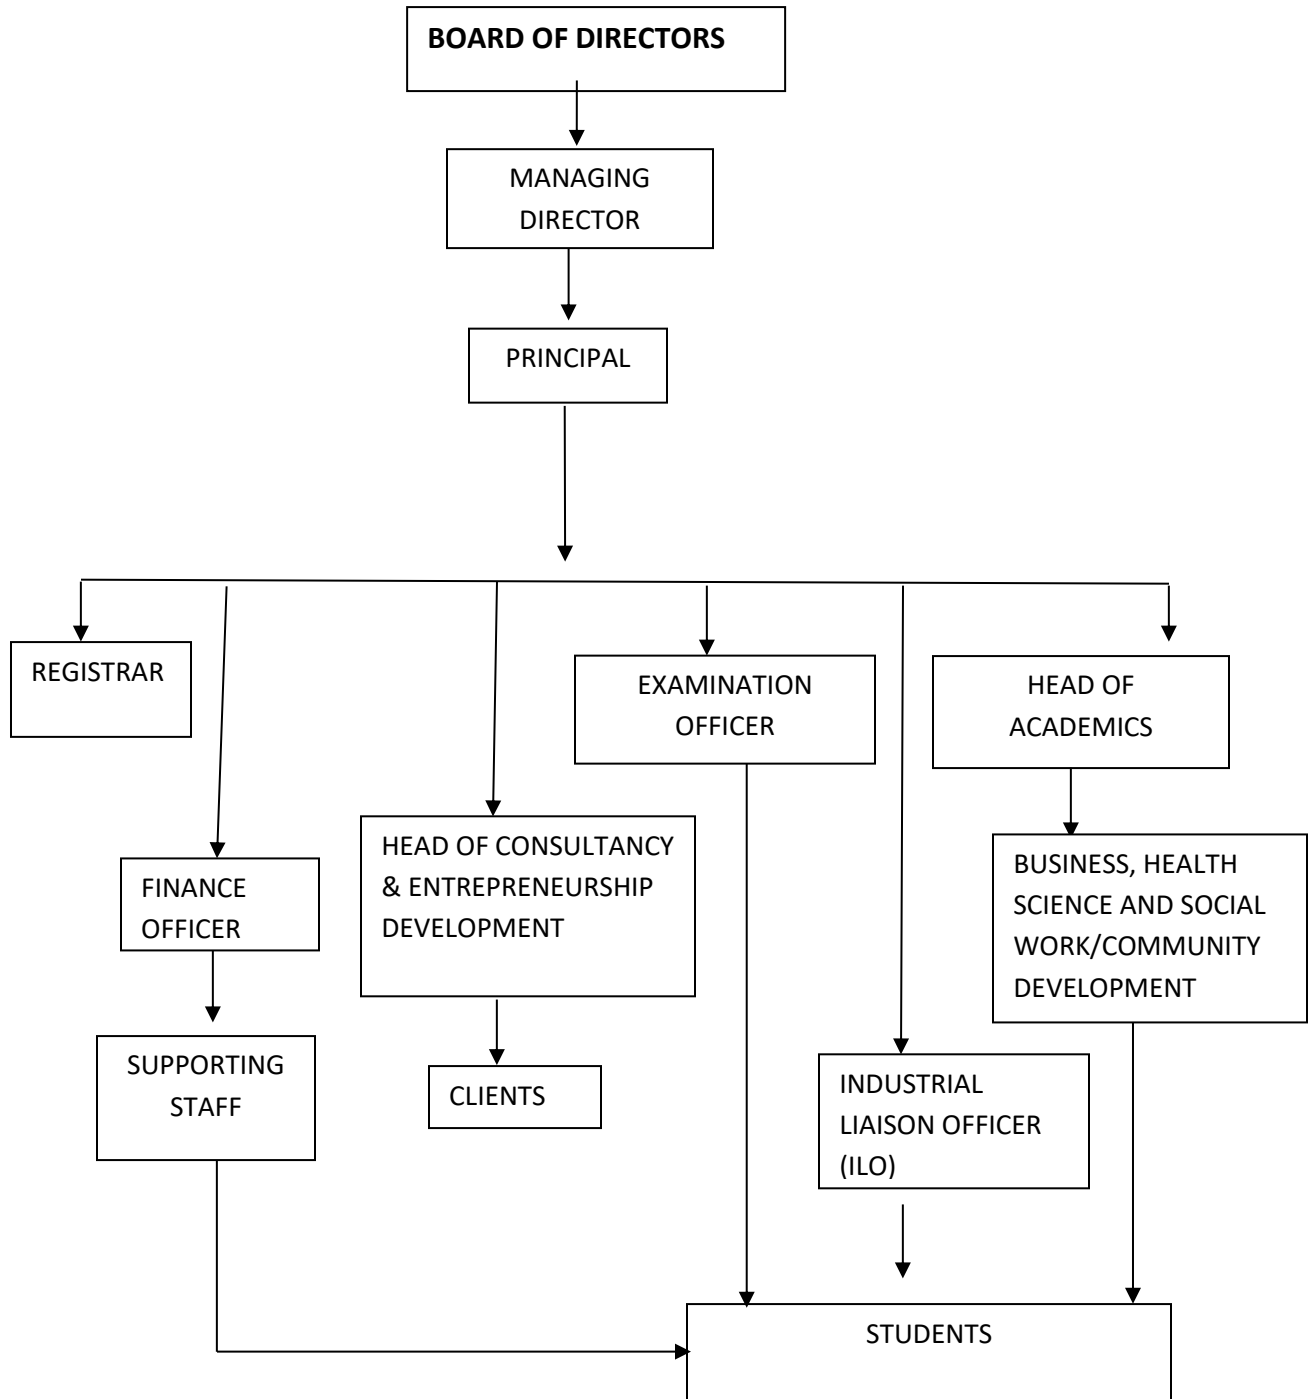 BOARD OF DIRECTORS
MANAGING
DIRECTOR
PRINCIPAL
REGISTRAR
EXAMINATION
OFFICER
HEAD OF
ACADEMICS
FINANCE
OFFICER
HEAD OF CONSULTANCY
& ENTREPRENEURSHIP
DEVELOPMENT
BUSINESS, HEALTH
SCIENCE AND SOCIAL
WORK/COMMUNITY
DEVELOPMENT
SUPPORTING
STAFF
CLIENTS
INDUSTRIAL
LIAISON OFFICER
(ILO)
STUDENTS